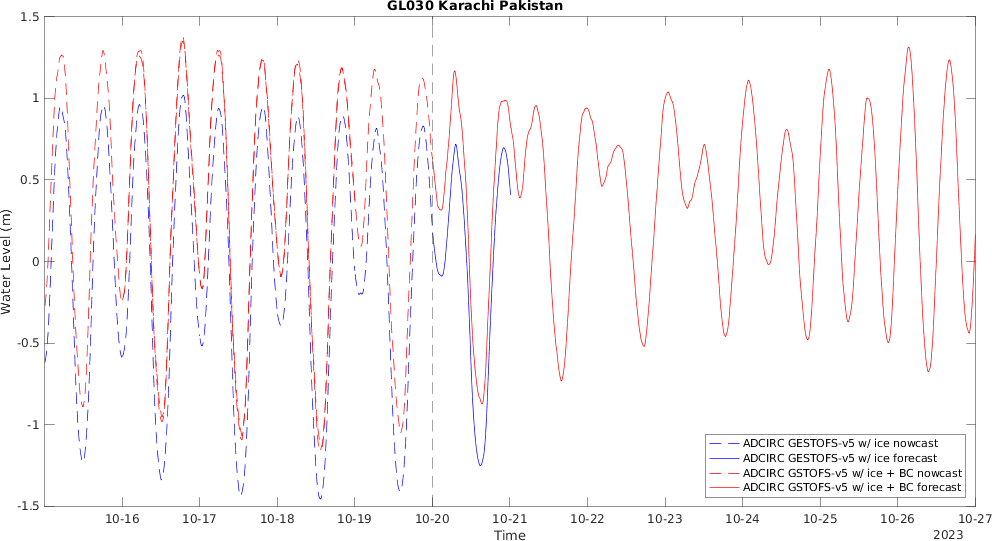 GL030 Karachi Pakistan
1.5
1
0.5
0
-0.5
-1
-1.5
Water Level (m)
10-16 10-17 10-18 10-19 10-20 10-21 10-22 10-23 10-24 10-25 10-26 10-27
2023
Time
ADCIRC GESTOFS-v5 w/ ice nowcast
ADCIRC GESTOFS-v5 w/ ice forecast
ADCIRC GSTOFS-v5 w/ ice + BC nowcast
ADCIRC GSTOFS-v5 w/ ice + BC forecast